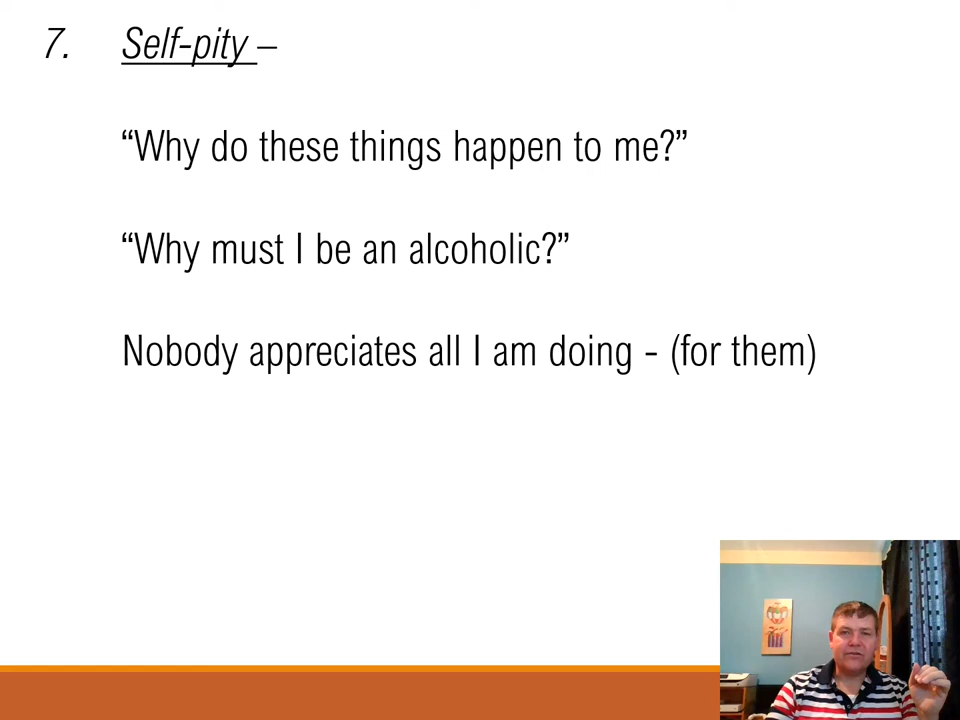 7. Self-pity –
“Why do these things happen to me?”
“Why must I be an alcoholic?”
Nobody appreciates all I am doing - (for them)